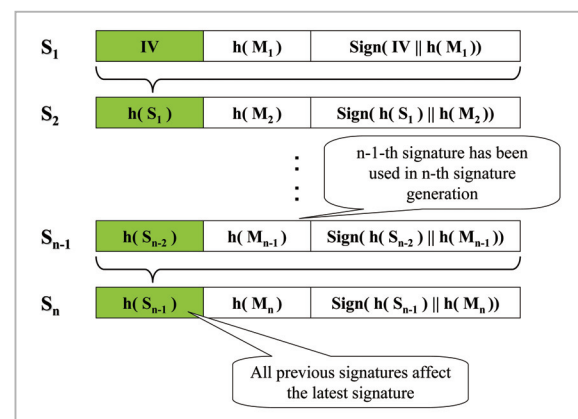 S1 IV h( M1 ) Sign( IV || h( M1 ))
S2 h( S1 ) h( M2 ) Sign( h( S1 ) || h( M2 ))
n-1-th signature has been
used in n-th signature
generation
Sn-1 h( Sn-2 ) h( Mn-1 ) Sign( h( Sn-2 ) || h( Mn-1 ))
Sn h( Sn-1 ) h( Mn ) Sign( h( Sn-1 ) || h( Mn ))
All previous signatures affect
the latest signature